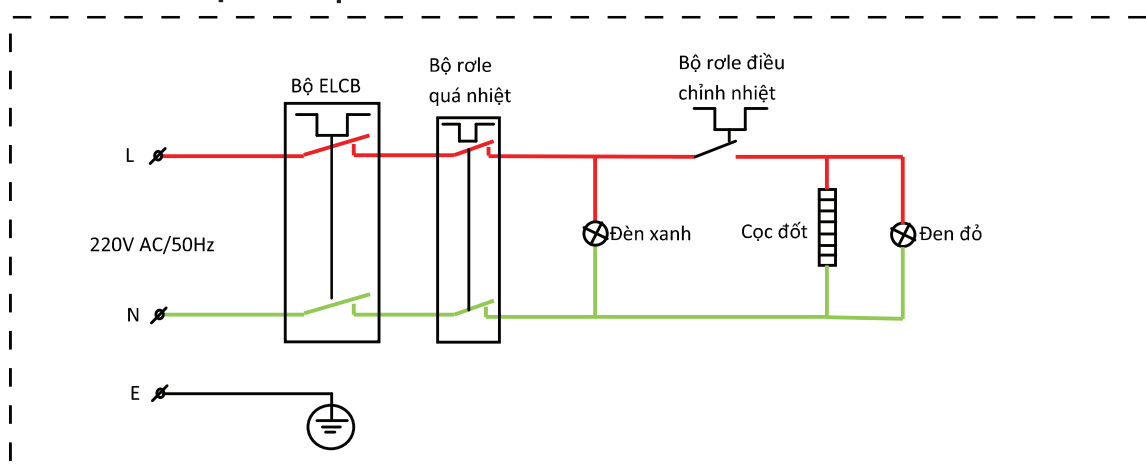 Bộ ELCB
Bộ rơle
quá nhiệt
Bộ rơle điều
chỉnh nhiệt
L
220V AC/50Hz
Đèn xanh
Cọc đốt
Đen đỏ
N
E